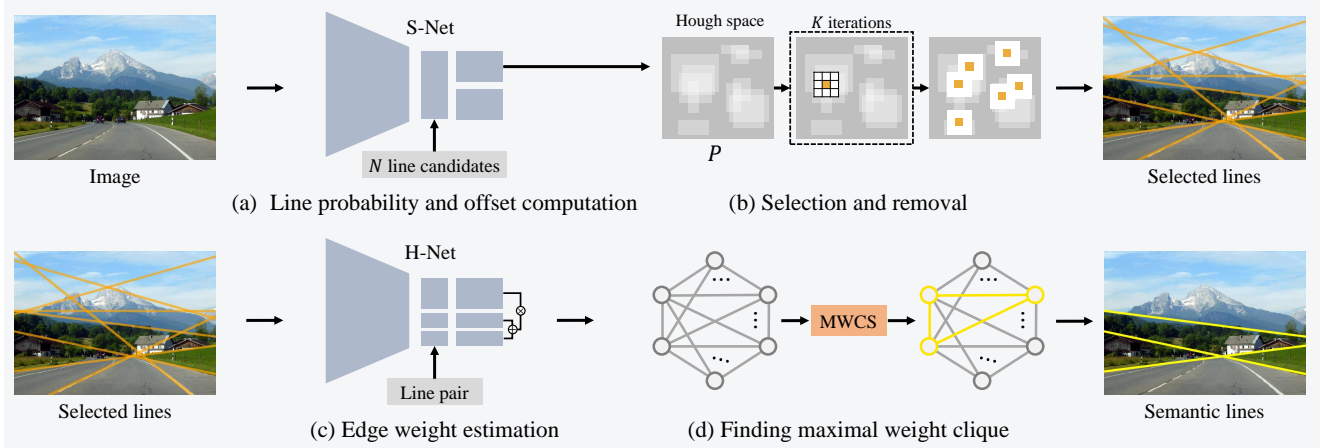 S-Net
Hough space
K iterations
N line candidates
P
Image
Selected lines
(a) Line probability and offset computation
(b) Selection and removal
H-Net
...
...
MWCS
...
...
Line pair
Selected lines
Semantic lines
(c) Edge weight estimation
(d) Finding maximal weight clique